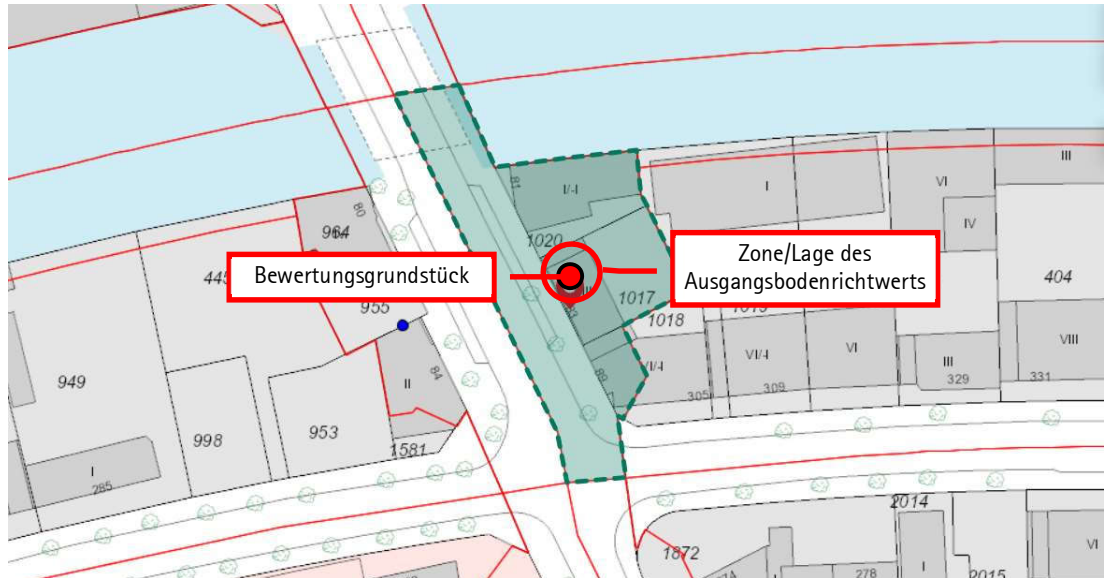 III
VI
I
81
I/-I
IV
80
964
1020
Zone/Lage des
Ausgangsbodenrichtwerts
Bewertungsgrundstück
445
404
955
1017
1018
VIII
949
II
84
89
VI/-I
VI/-I
VI
III
305
309
329
331
998
953
1581
I
285
2014
1872
I
278
2015
VI